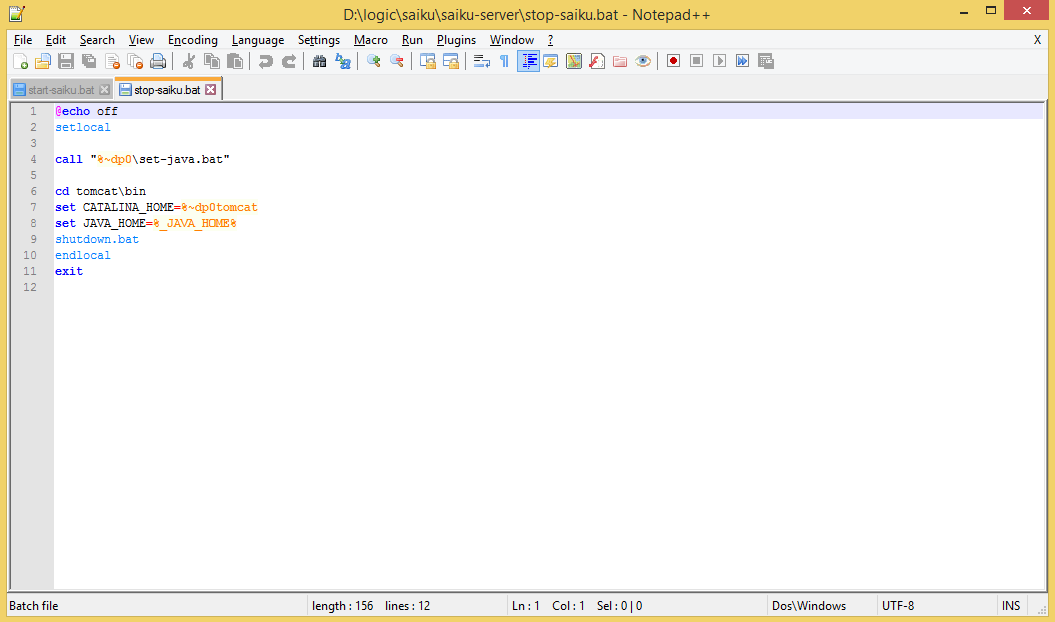 D:\logic\saiku\saiku-server\stop-saiku.bat - Notepad++
File Edit Search View Encoding Language Settings Macro Run Plugins Window ? X
start-saiku.bat stop-saiku.bat
1 @echo off
2 setlocal
3
4 call "%~dp0\set-java.bat"
5
6 cd tomcat\bin
7 set CATALINA_HOME=%~dp0tomcat
8 set JAVA_HOME=%_JAVA_HOME%
9 shutdown.bat
10 endlocal
11 exit
12
Batch file length : 156 lines : 12 Ln : 1 Col : 1 Sel : 0 | 0 Dos\Windows UTF-8 INS